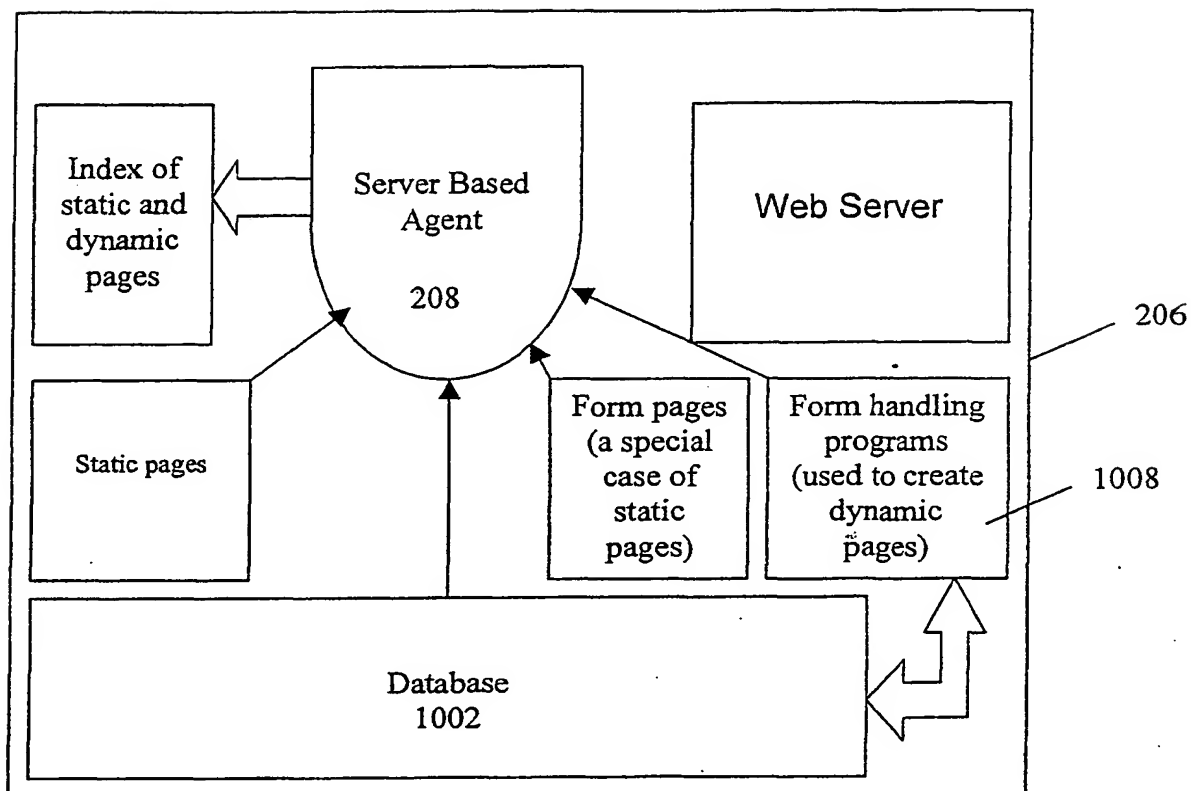 Index of
static and
dynamic
pages
Server Based
Agent
208
Web Server
206
Static pages
Form pages
(a special
case of
static
pages)
Form handling
programs
(used to create
dynamic
pages)
1008
Database
1002